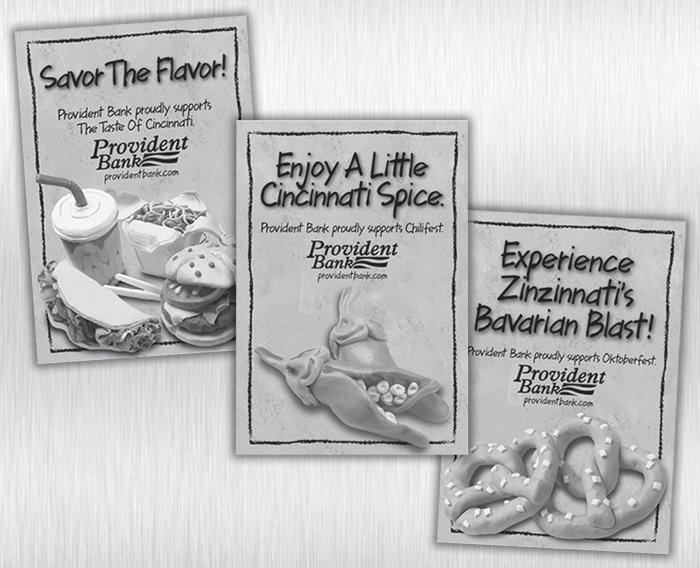 Savor The Flavor!
Provident Bank proudly supports
The Taste Of Cincinnati.
Provident
Bank
providentbank.com
Enjoy A Little
Cincinnati Spice.
Provident Bank proudly supports Chilifest.
Provident
Bank
providentbank.com
Experience
Zinzinnati's
Bavarian Blast!
Provident Bank proudly supports Oktoberfest.
Provident
Bank
providentbank.com